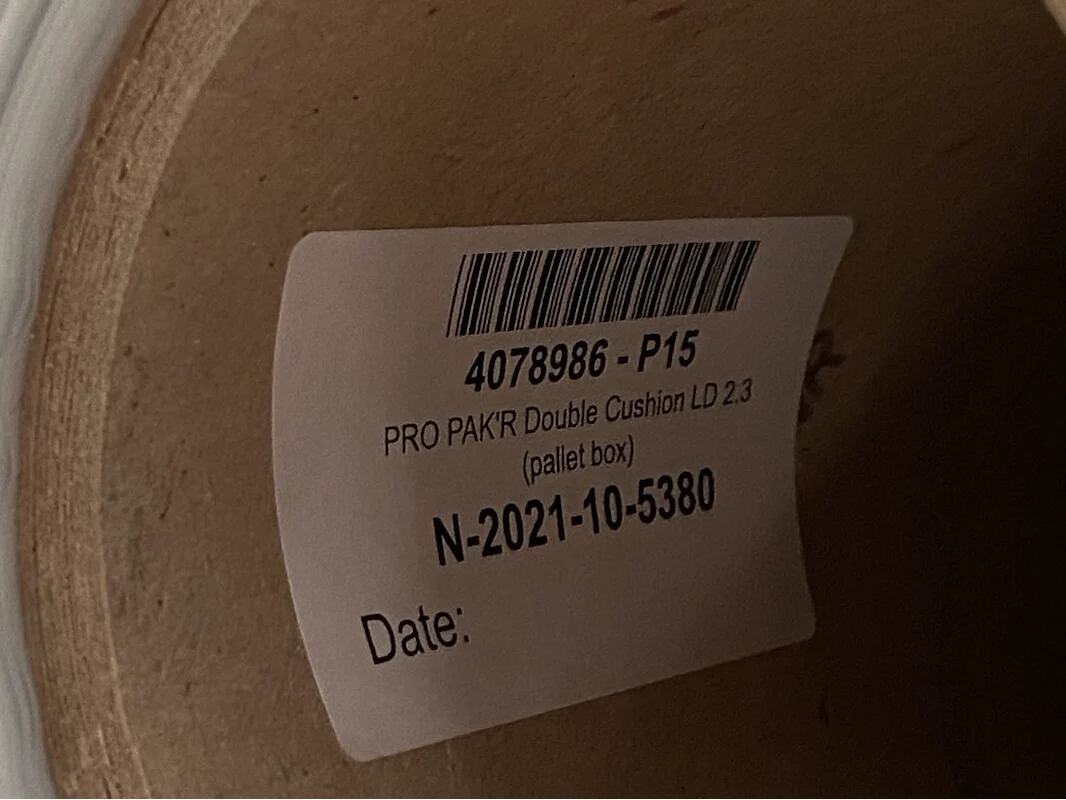 4078986 - P15
PRO PAK'R Double Cushion LD 2.3
(pallet box)
N-2021-10-5380
Date: